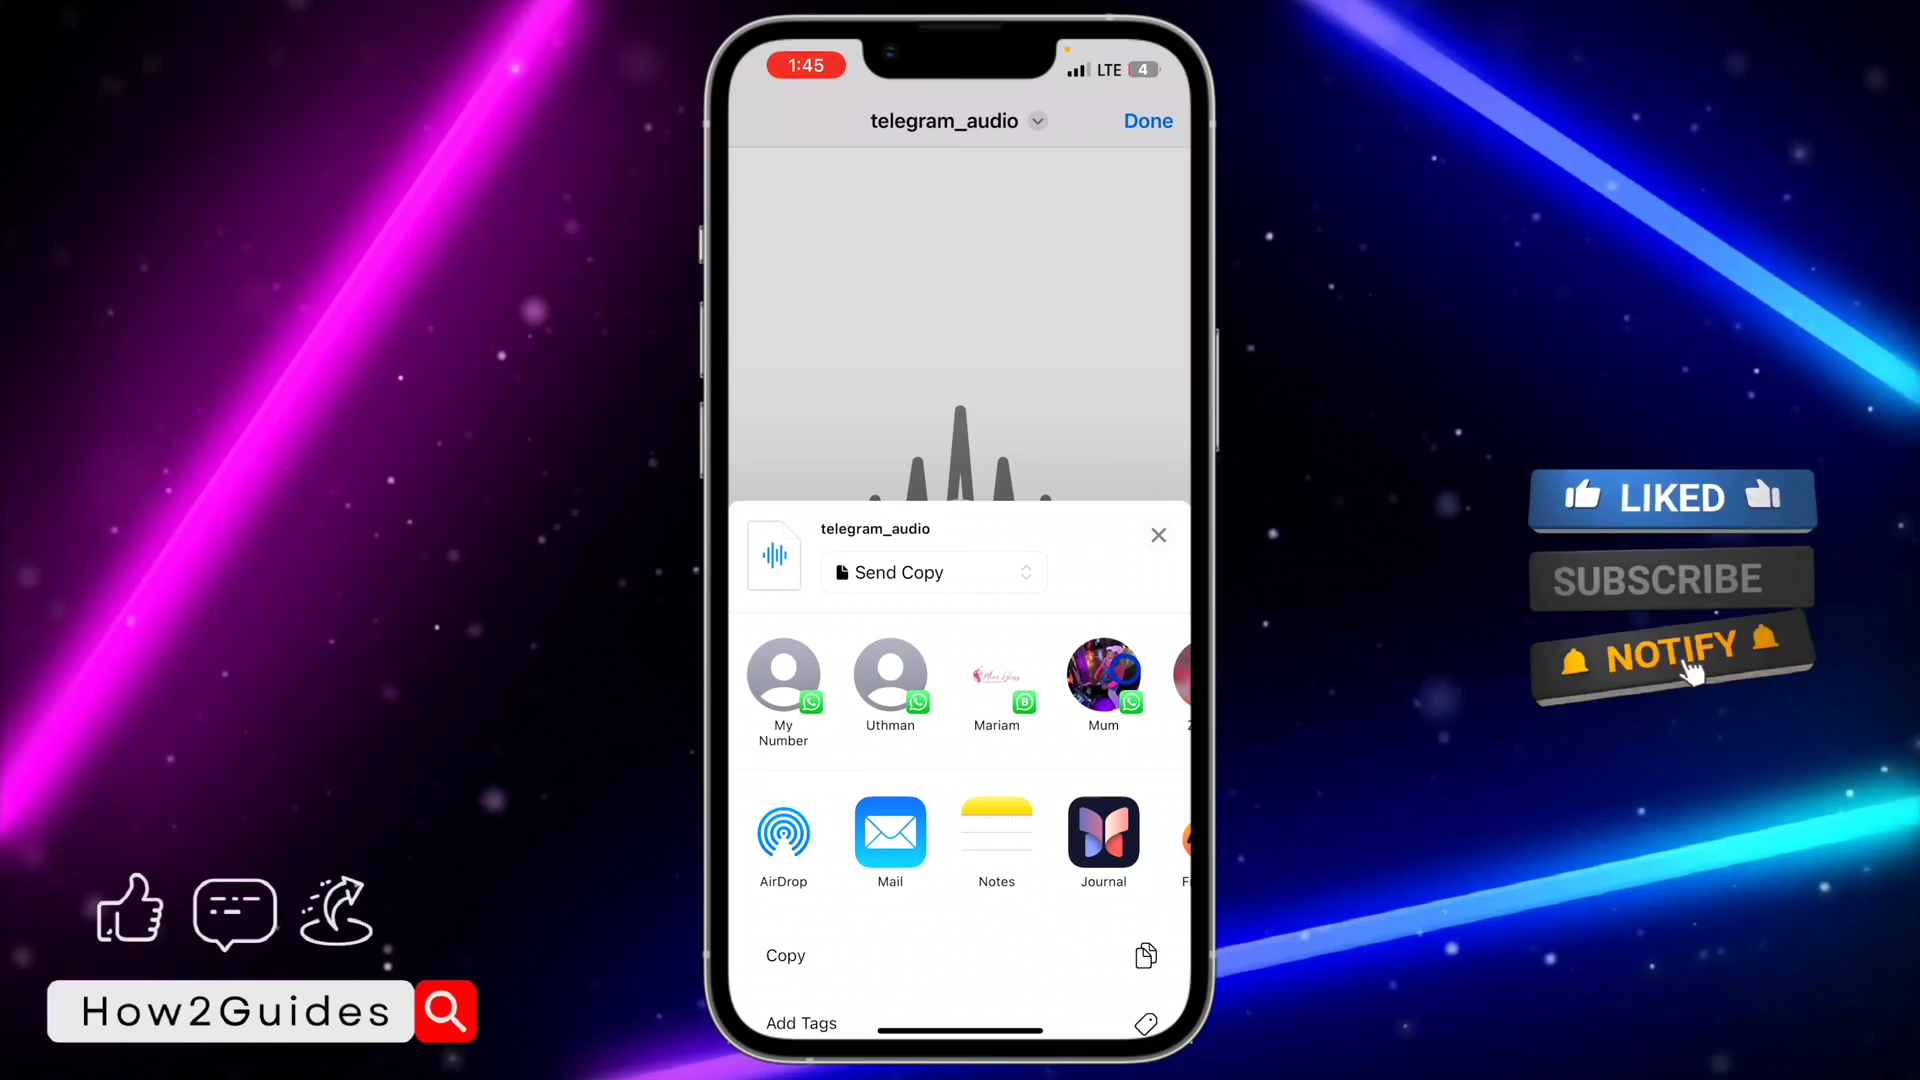 1:45
LTE 4
telegram_audio
Done
telegram_audio
Send Copy
My
Number
Uthman
Mariam
Mum
AirDrop
Mail
Notes
Journal
Copy
Add Tags
LIKED
SUBSCRIBE
NOTIFY
How2Guides